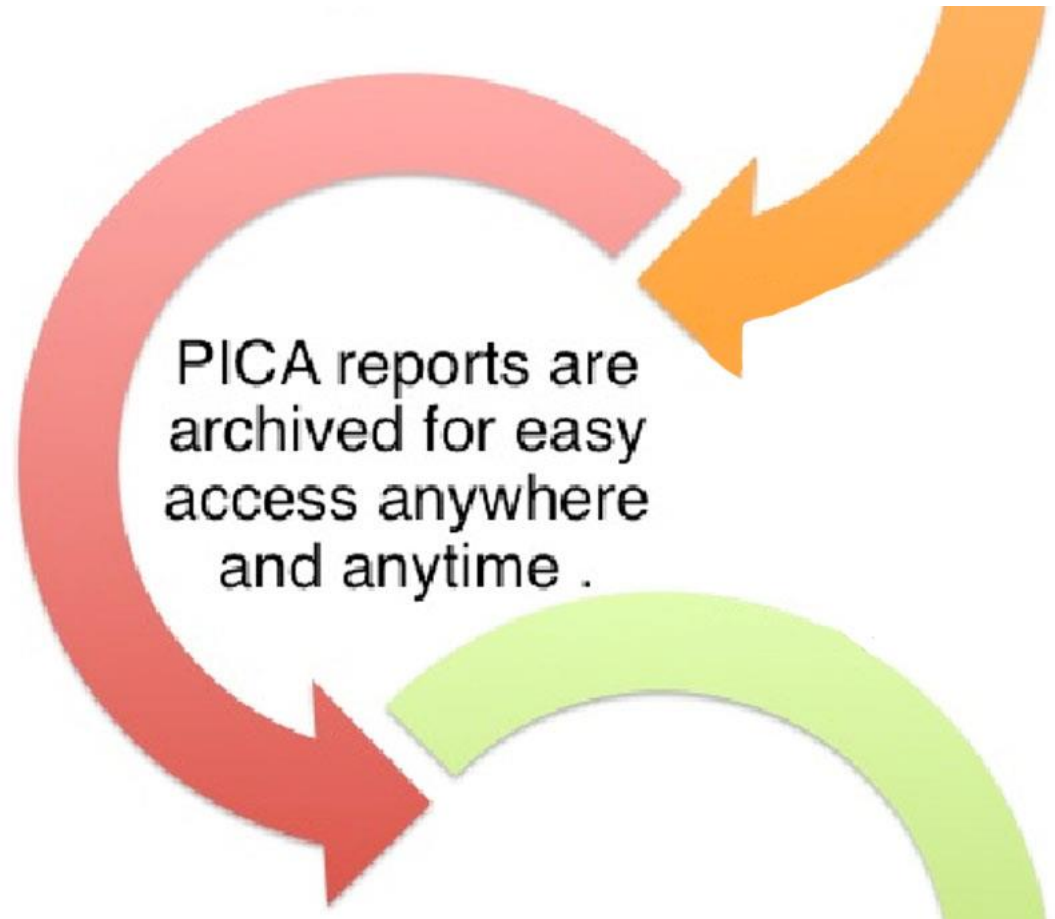 PICA reports are
archived for easy
access anywhere
and anytime .